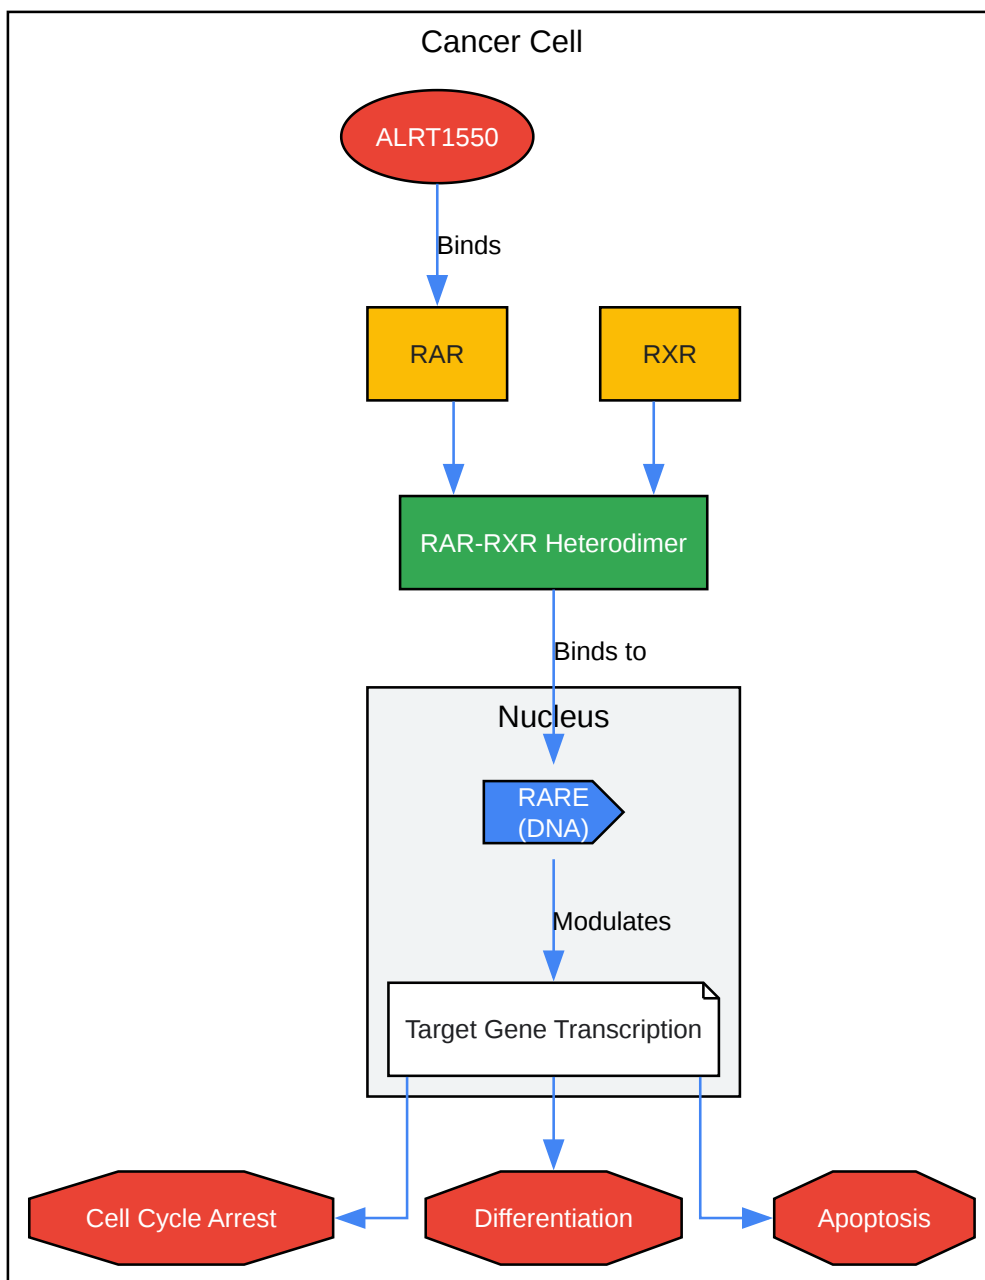 Cancer Cell
ALRT1550
Binds
RAR
RXR
RAR-RXR Heterodimer
Binds to
Nucleus
RARE
(DNA)
Modulates
Target Gene Transcription
Cell Cycle Arrest
Differentiation
Apoptosis